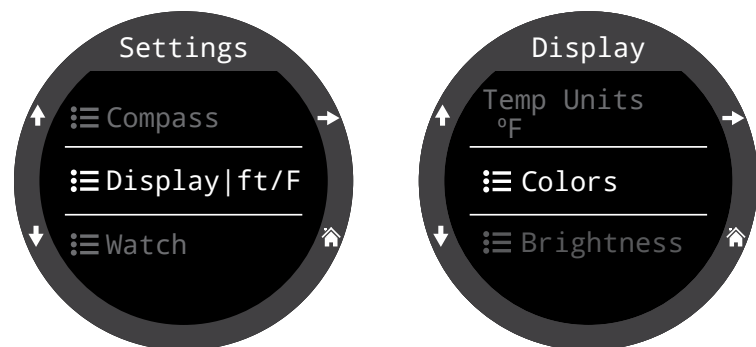 Settings
Compass
Display|ft/F
Watch
Display
Temp Units
ºF
Colors
Brightness